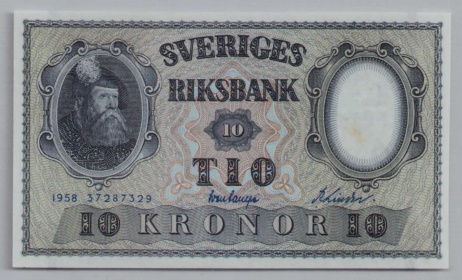 SVERIGES
RIKSBANK
10
TIO
1958 37287329
10 KRONOR 10